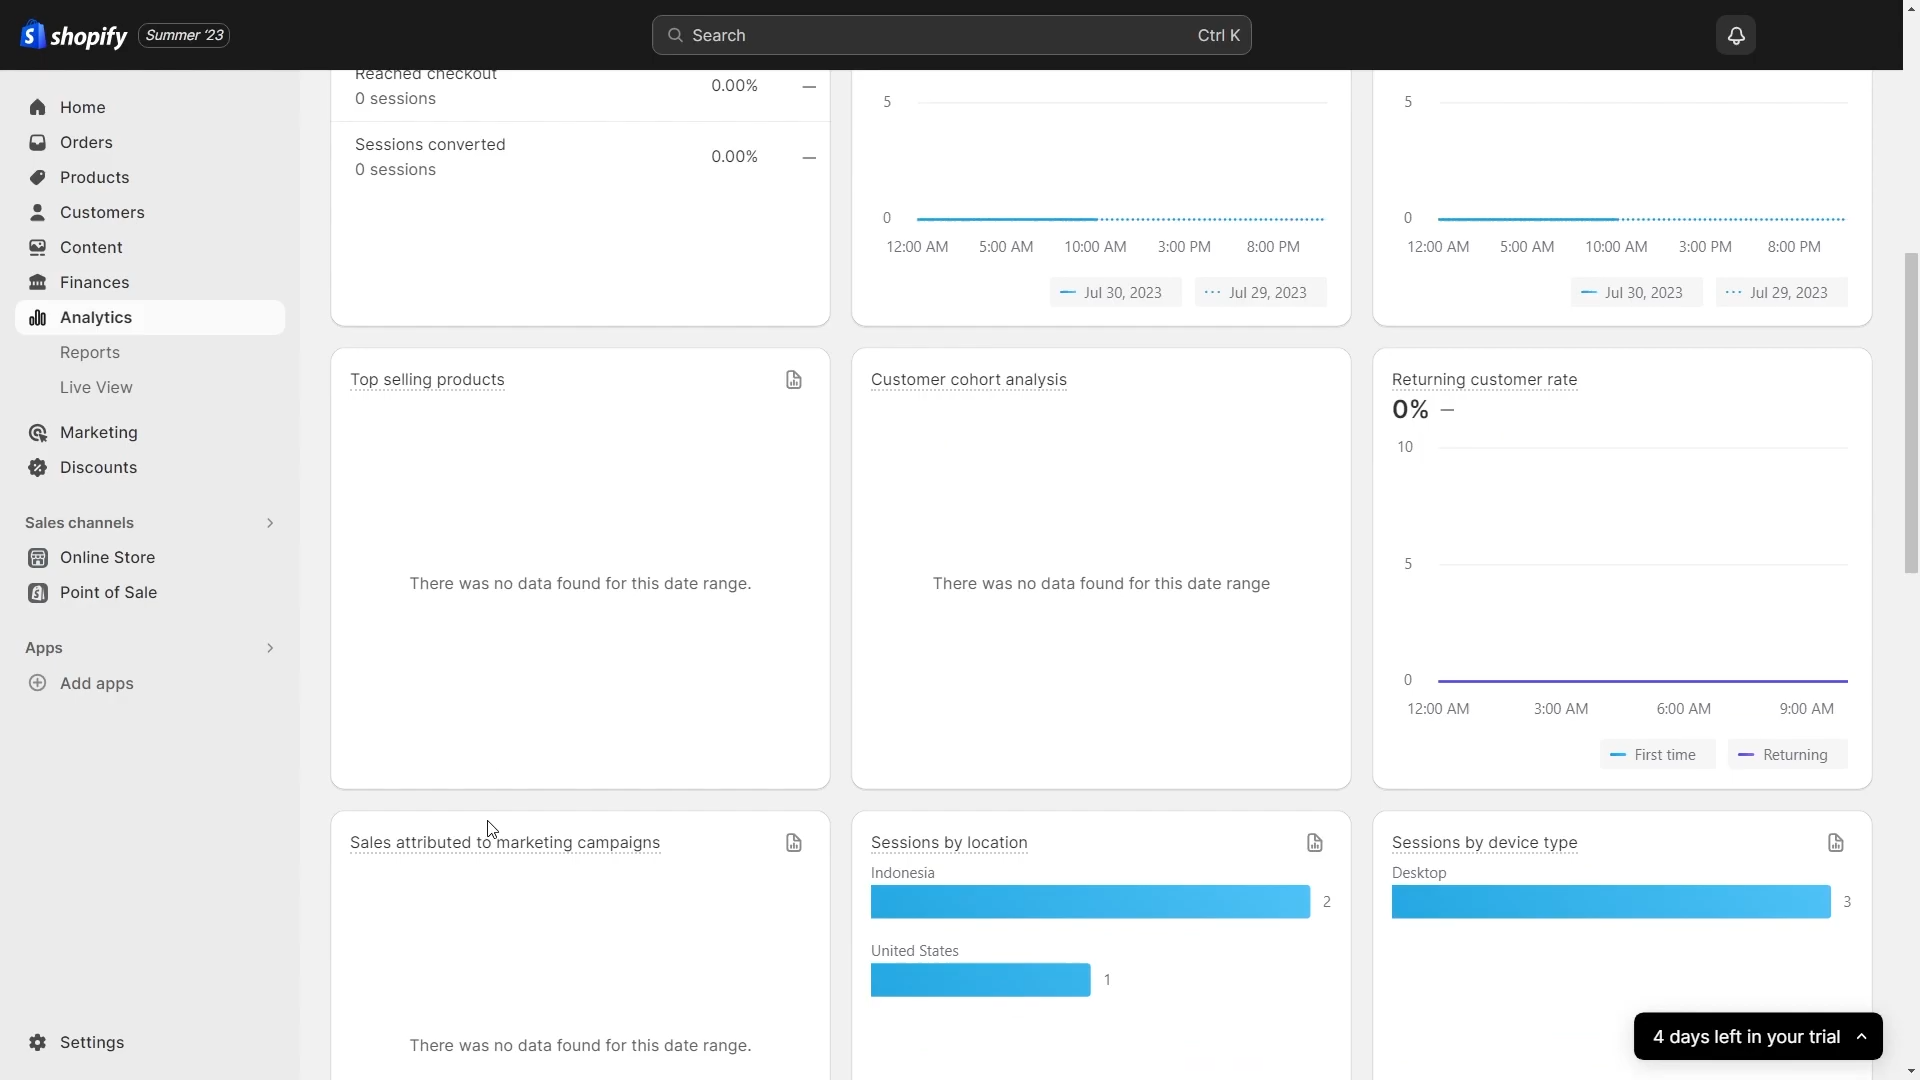 shopify
Summer '23
Search
Ctrl K
Home
Orders
Products
Customers
Content
Finances
Analytics
Reports
Live View
Marketing
Discounts
Sales channels
Online Store
Point of Sale
Apps
Add apps
Settings
Reached checkout
0 sessions
0.00%
—
Sessions converted
0 sessions
0.00%
—
5
0
12:00 AM 5:00 AM 10:00 AM 3:00 PM 8:00 PM
Jul 30, 2023 Jul 29, 2023
5
0
12:00 AM 5:00 AM 10:00 AM 3:00 PM 8:00 PM
Jul 30, 2023 Jul 29, 2023
Top selling products
There was no data found for this date range.
Customer cohort analysis
There was no data found for this date range
Returning customer rate
0% —
10
5
0
12:00 AM 3:00 AM 6:00 AM 9:00 AM
First time Returning
Sales attributed to marketing campaigns
There was no data found for this date range.
Sessions by location
Indonesia
2
United States
1
Sessions by device type
Desktop
3
4 days left in your trial